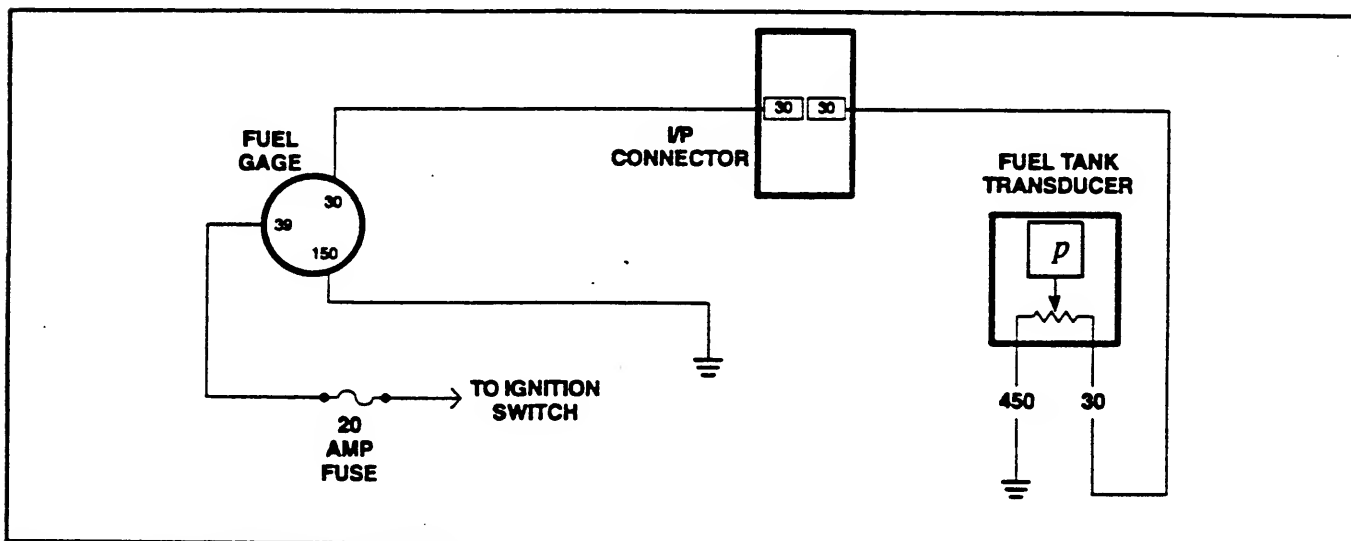 FUEL
GAGE
30
39
150
I/P
CONNECTOR
30 30
FUEL TANK
TRANSDUCER
p
450 30
TO IGNITION
SWITCH
20
AMP
FUSE